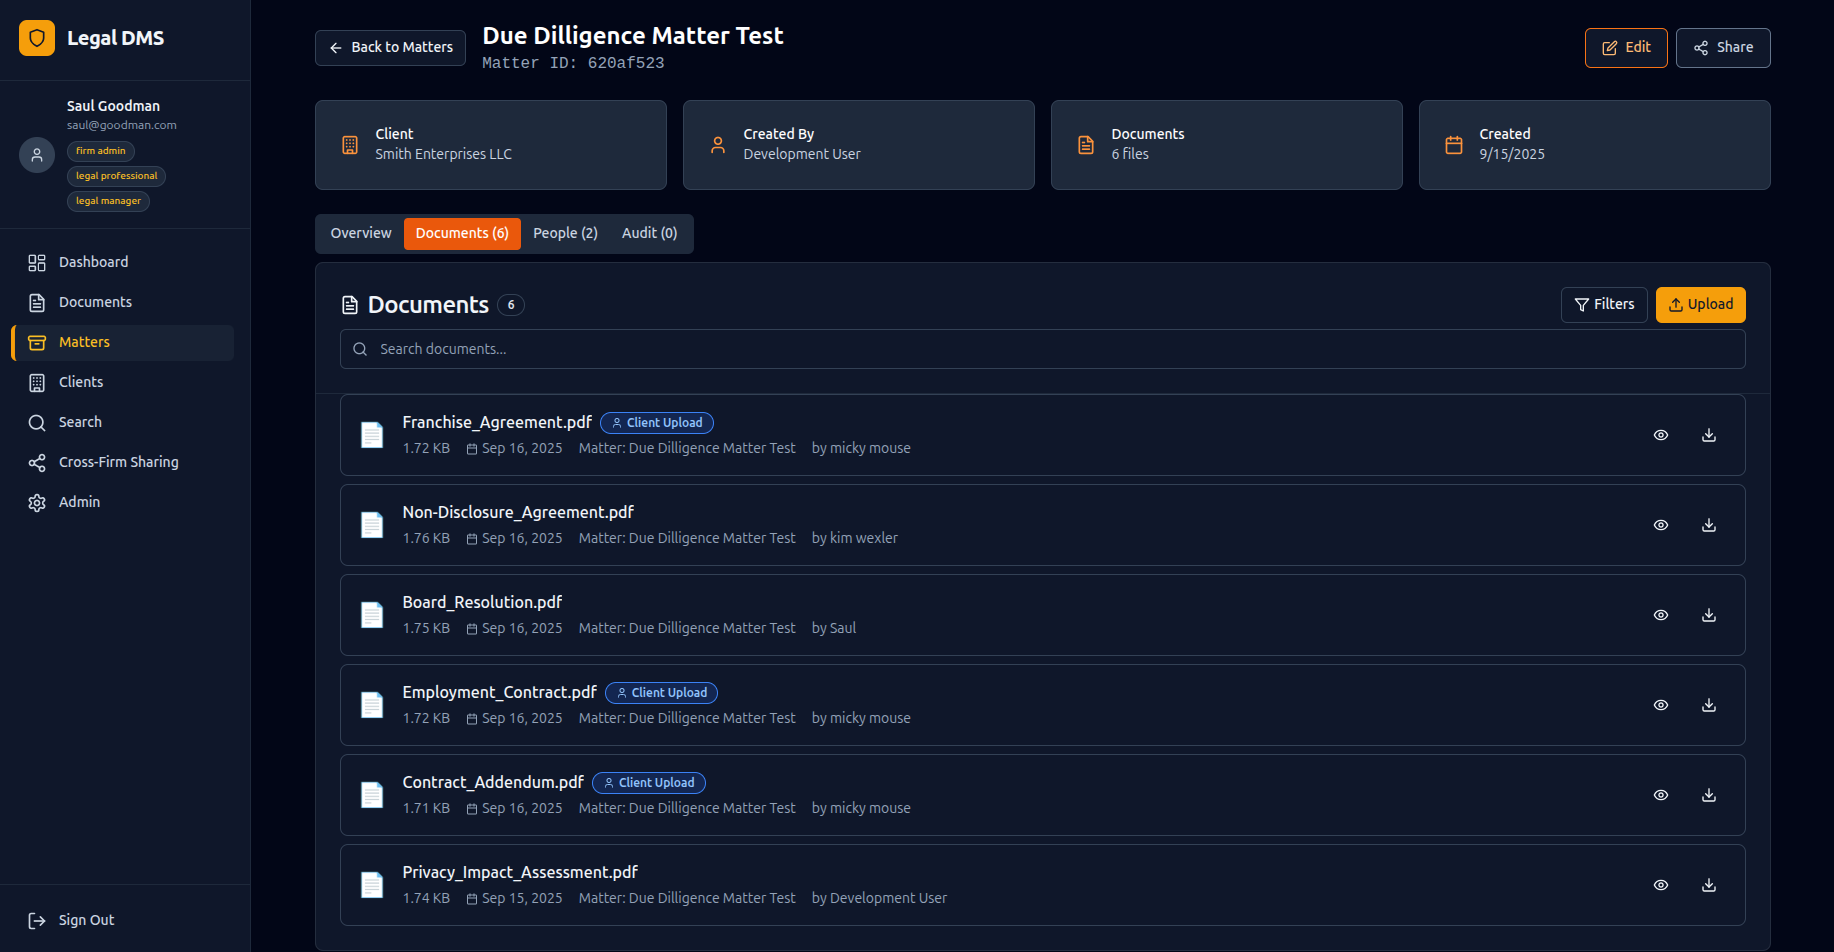 Legal DMS
Saul Goodman
saul@goodman.com
firm admin
legal professional
legal manager
Dashboard
Documents
Matters
Clients
Search
Cross-Firm Sharing
Admin
Sign Out
Back to Matters
Due Dilligence Matter Test
Matter ID: 620af523
Edit
Share
Client
Smith Enterprises LLC
Created By
Development User
Documents
6 files
Created
9/15/2025
Overview
Documents (6)
People (2)
Audit (0)
Documents 6
Filters
Upload
Search documents...
Franchise_Agreement.pdf Client Upload
1.72 KB Sep 16, 2025 Matter: Due Dilligence Matter Test by micky mouse
Non-Disclosure_Agreement.pdf
1.76 KB Sep 16, 2025 Matter: Due Dilligence Matter Test by kim wexler
Board_Resolution.pdf
1.75 KB Sep 16, 2025 Matter: Due Dilligence Matter Test by Saul
Employment_Contract.pdf Client Upload
1.72 KB Sep 16, 2025 Matter: Due Dilligence Matter Test by micky mouse
Contract_Addendum.pdf Client Upload
1.71 KB Sep 16, 2025 Matter: Due Dilligence Matter Test by micky mouse
Privacy_Impact_Assessment.pdf
1.74 KB Sep 15, 2025 Matter: Due Dilligence Matter Test by Development User